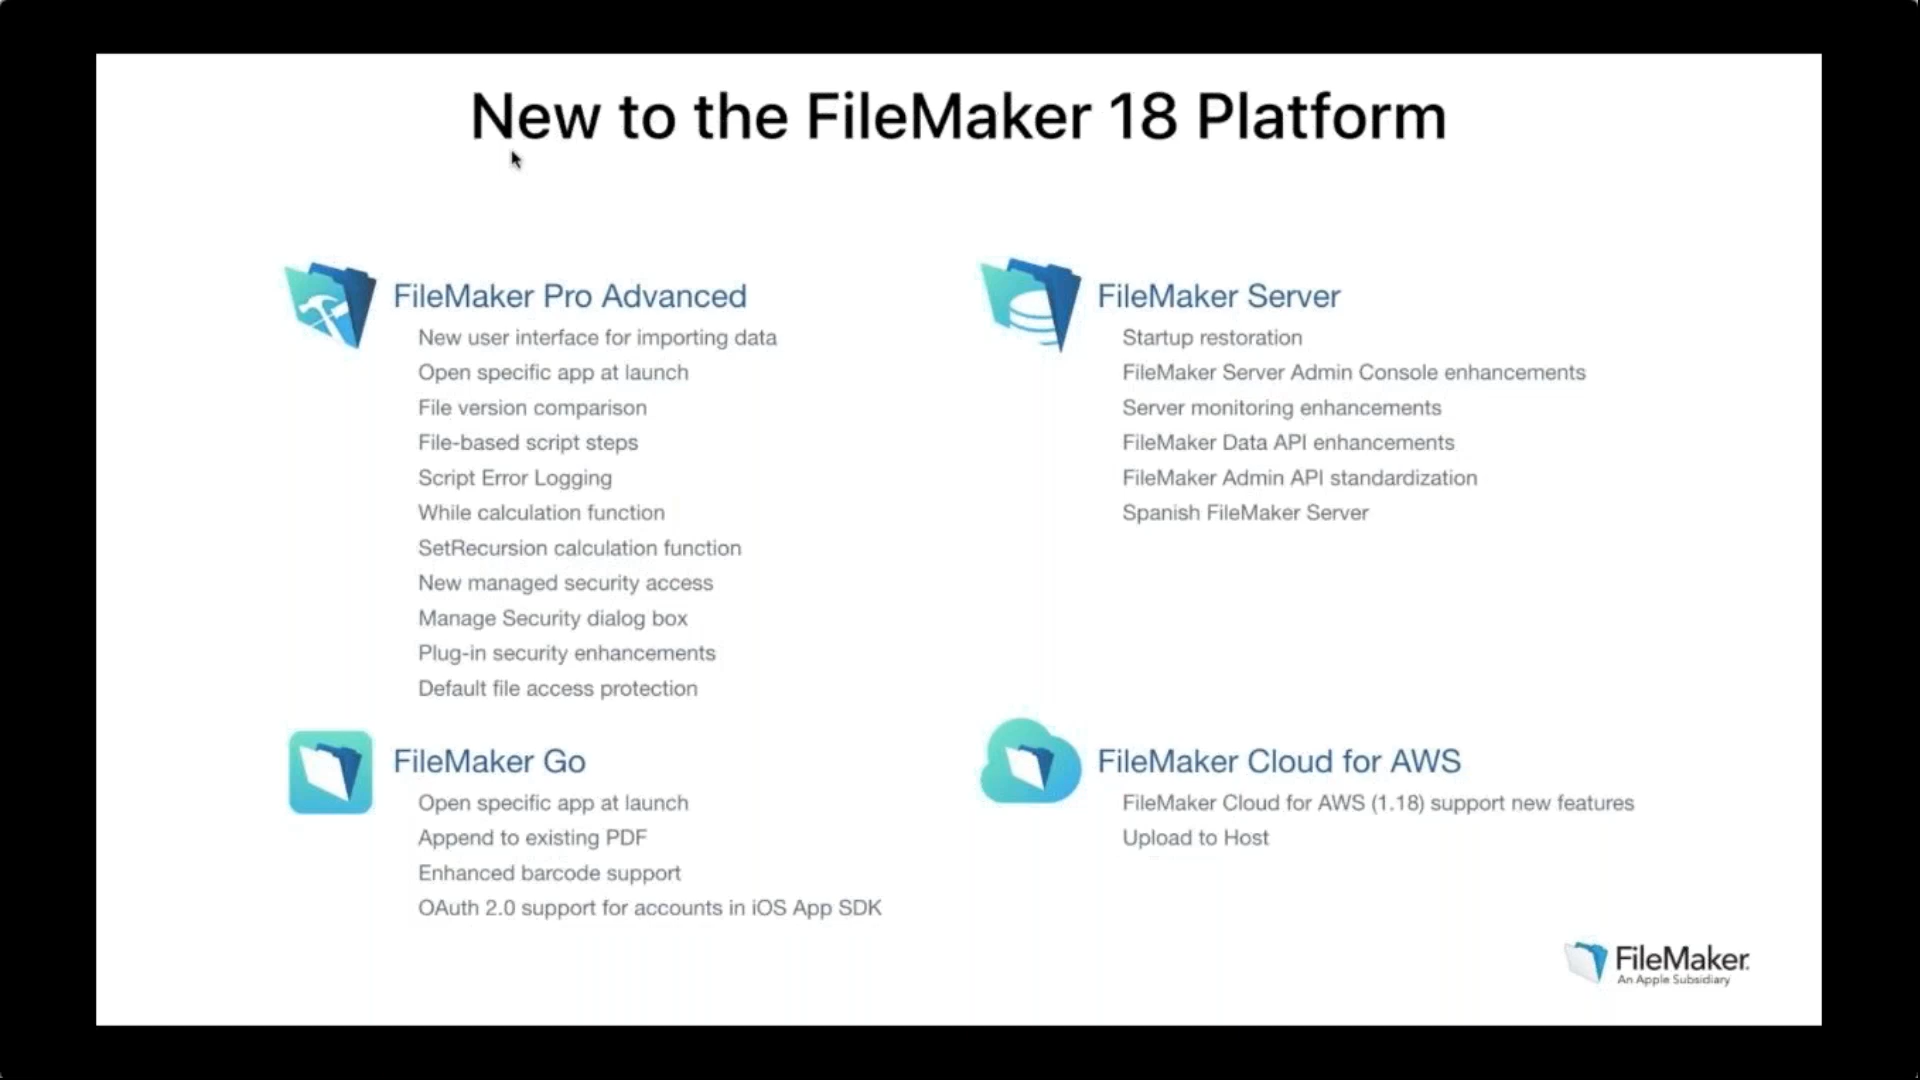 New to the FileMaker 18 Platform
FileMaker Pro Advanced
New user interface for importing data
Open specific app at launch
File version comparison
File-based script steps
Script Error Logging
While calculation function
SetRecursion calculation function
New managed security access
Manage Security dialog box
Plug-in security enhancements
Default file access protection
FileMaker Server
Startup restoration
FileMaker Server Admin Console enhancements
Server monitoring enhancements
FileMaker Data API enhancements
FileMaker Admin API standardization
Spanish FileMaker Server
FileMaker Go
Open specific app at launch
Append to existing PDF
Enhanced barcode support
OAuth 2.0 support for accounts in iOS App SDK
FileMaker Cloud for AWS
FileMaker Cloud for AWS (1.18) support new features
Upload to Host
FileMaker.
An Apple Subsidiary